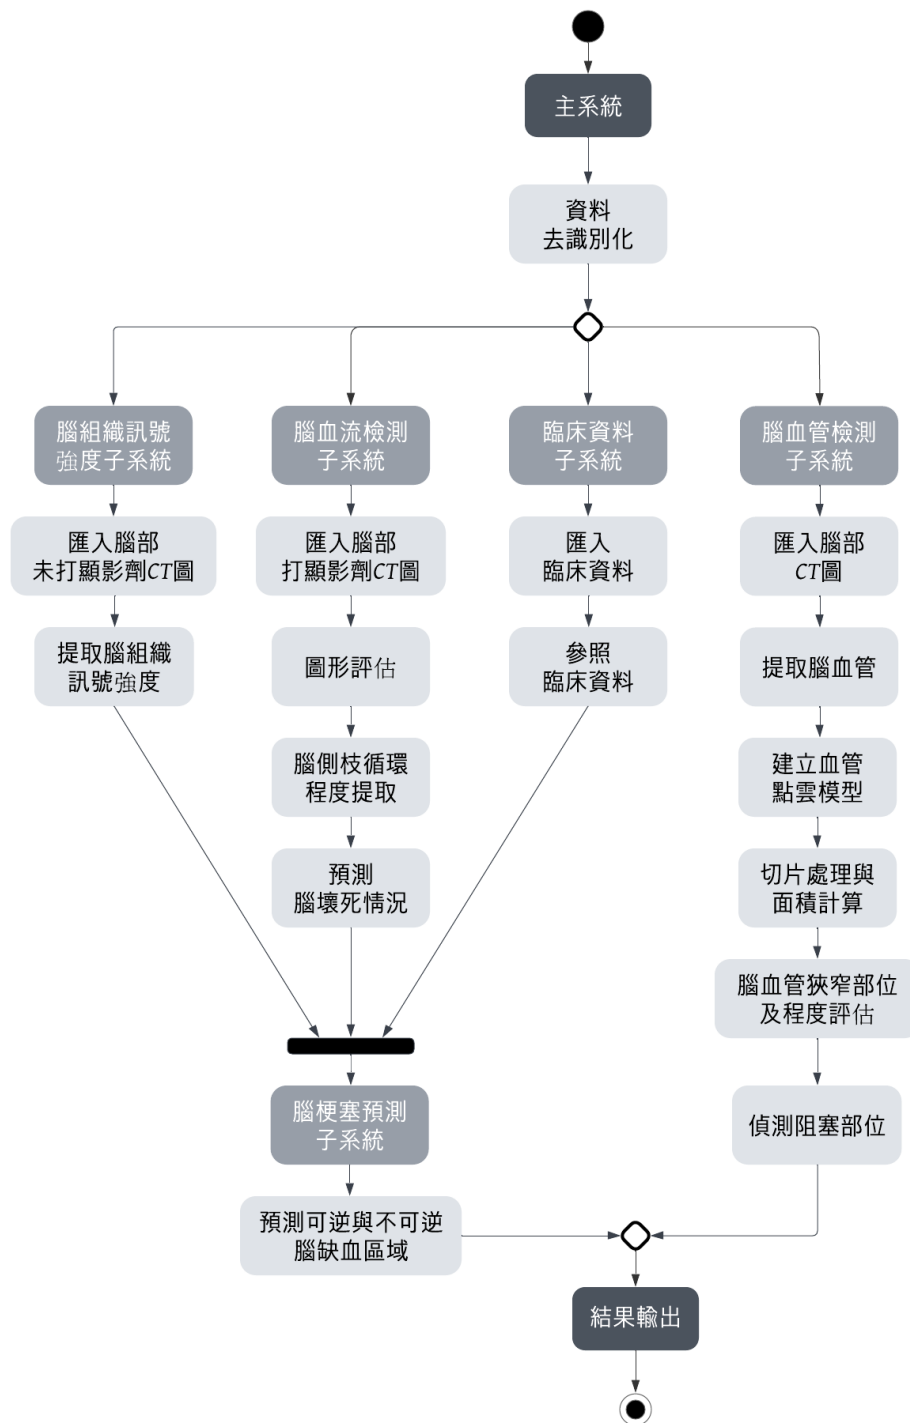 主系統
資料
去識別化
腦組織訊號
強度子系統
腦血流檢測
子系統
臨床資料
子系統
腦血管檢測
子系統
匯入腦部
未打顯影劑CT圖
匯入腦部
打顯影劑CT圖
匯入
臨床資料
匯入腦部
CT圖
提取腦組織
訊號強度
圖形評估
參照
臨床資料
提取腦血管
腦側枝循環
程度提取
建立血管
點雲模型
預測
腦壞死情況
切片處理與
面積計算
腦血管狹窄部位
及程度評估
腦梗塞預測
子系統
偵測阻塞部位
預測可逆與不可逆
腦缺血區域
結果輸出